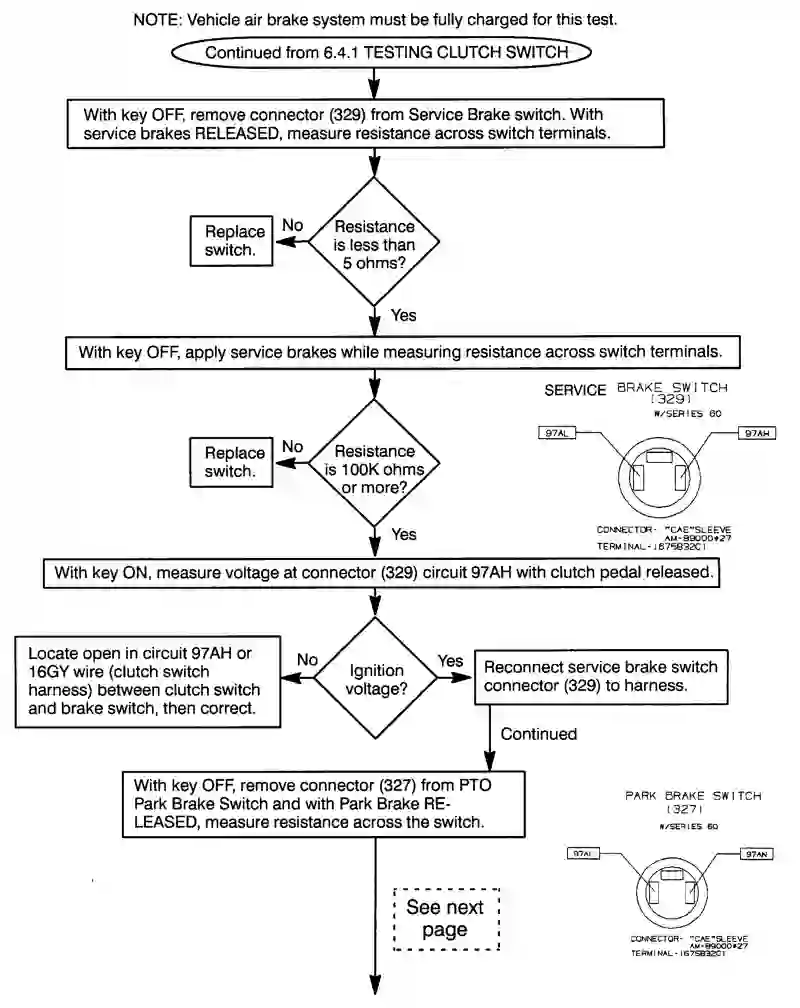 NOTE: Vehicle air brake system must be fully charged for this test.
Continued from 6.4.1 TESTING CLUTCH SWITCH
With key OFF, remove connector (329) from Service Brake switch. With
service brakes RELEASED, measure resistance across switch terminals.
Resistance
is less than
5 ohms?
No
Replace
switch.
Yes
With key OFF, apply service brakes while measuring resistance across switch terminals.
SERVICE BRAKE SWITCH
(329)
W/SERIES 60
97AL
97AH
CONNECTOR- "CAE"SLEEVE
AM-89000#27
TERMINAL-1675832C1
Resistance
is 100K ohms
or more?
No
Replace
switch.
Yes
With key ON, measure voltage at connector (329) circuit 97AH with clutch pedal released.
Ignition
voltage?
No
Locate open in circuit 97AH or
16GY wire (clutch switch
harness) between clutch switch
and brake switch, then correct.
Yes
Reconnect service brake switch
connector (329) to harness.
Continued
With key OFF, remove connector (327) from PTO
Park Brake Switch and with Park Brake RE-
LEASED, measure resistance across the switch.
PARK BRAKE SWITCH
(327)
W/SERIES 60
97AN
CONNECTOR- "CAE"SLEEVE
AM-89000#27
TERMINAL-1675832C1
See next
page